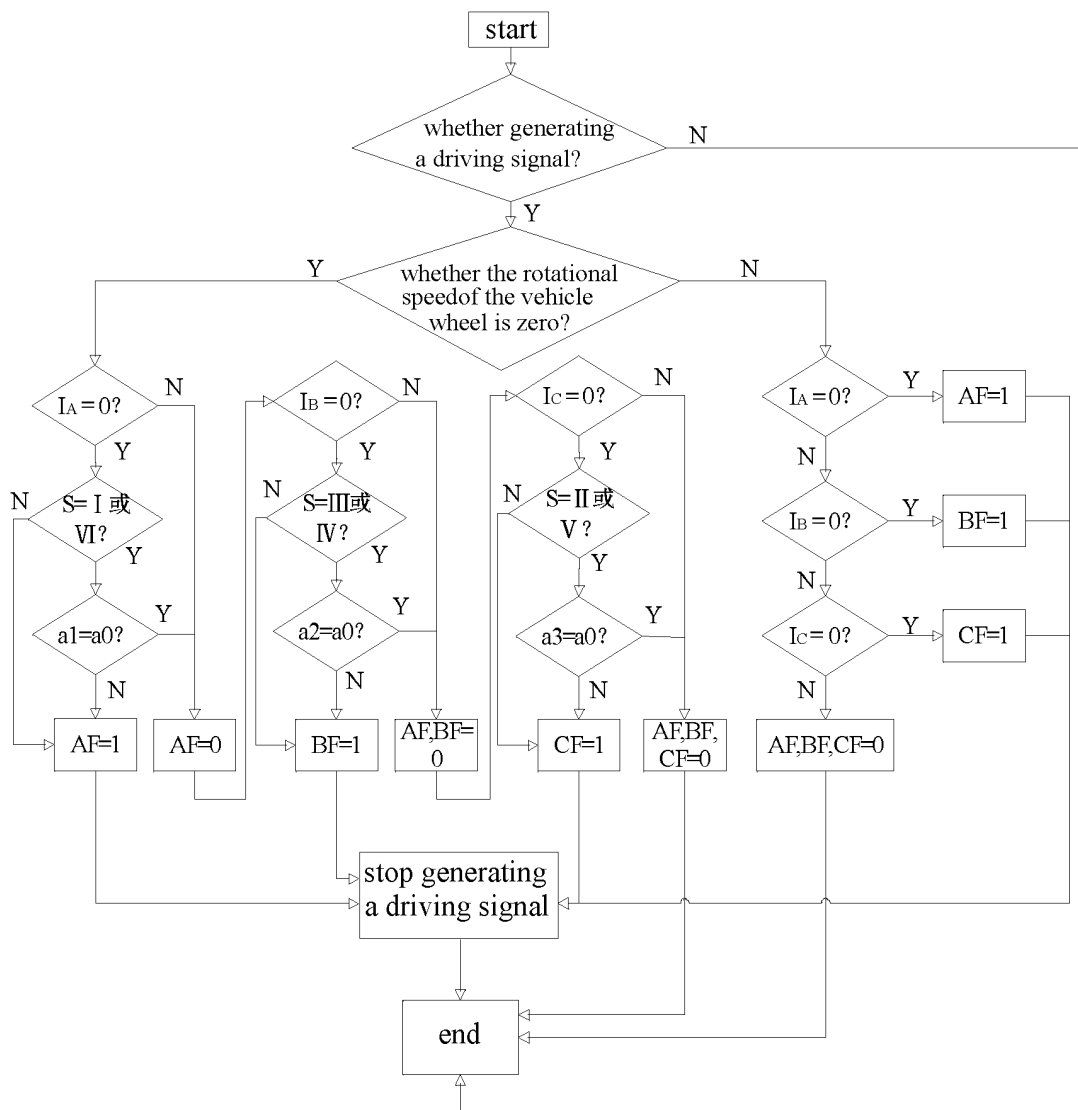 start
whether generating
a driving signal?
N
Y
whether the rotational
speedof the vehicle
wheel is zero?
Y
N
IA = 0?
N
Y
S= Ⅰ 或
Ⅵ?
N
Y
a1=a0?
Y
N
AF=1
AF=0
IB = 0?
N
Y
S=Ⅲ或
Ⅳ?
N
Y
a2=a0?
Y
N
BF=1
AF,BF=
0
IC = 0?
N
Y
S=Ⅱ或
Ⅴ?
N
Y
a3=a0?
Y
N
CF=1
AF,BF,
CF=0
IA = 0?
Y
AF=1
N
IB = 0?
Y
BF=1
N
IC = 0?
Y
CF=1
N
AF,BF,CF=0
stop generating
a driving signal
end